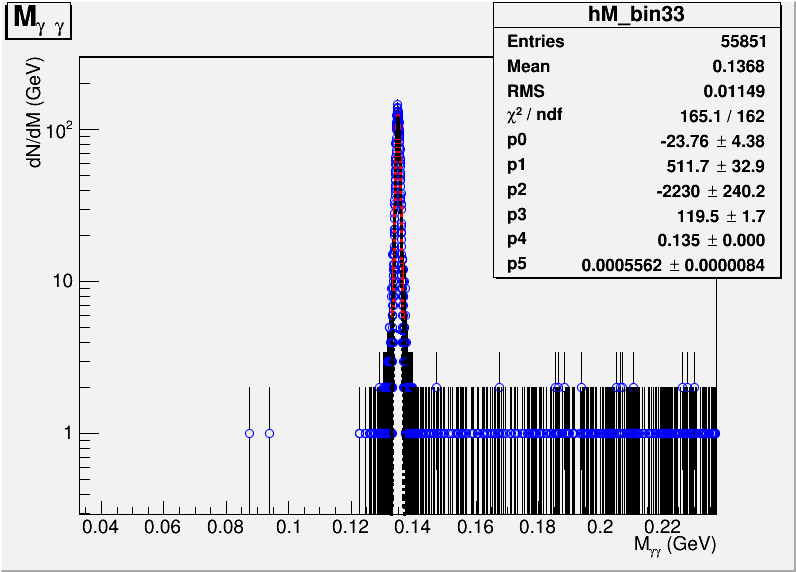 M γ γ
hM_bin33
Entries 55851
Mean 0.1368
RMS 0.01149
χ² / ndf 165.1 / 162
p0 -23.76 ± 4.38
p1 511.7 ± 32.9
p2 -2230 ± 240.2
p3 119.5 ± 1.7
p4 0.135 ± 0.000
p5 0.0005562 ± 0.0000084
dN/dM (GeV)
10²
10
1
0.04 0.06 0.08 0.1 0.12 0.14 0.16 0.18 0.2 0.22
Mγγ (GeV)